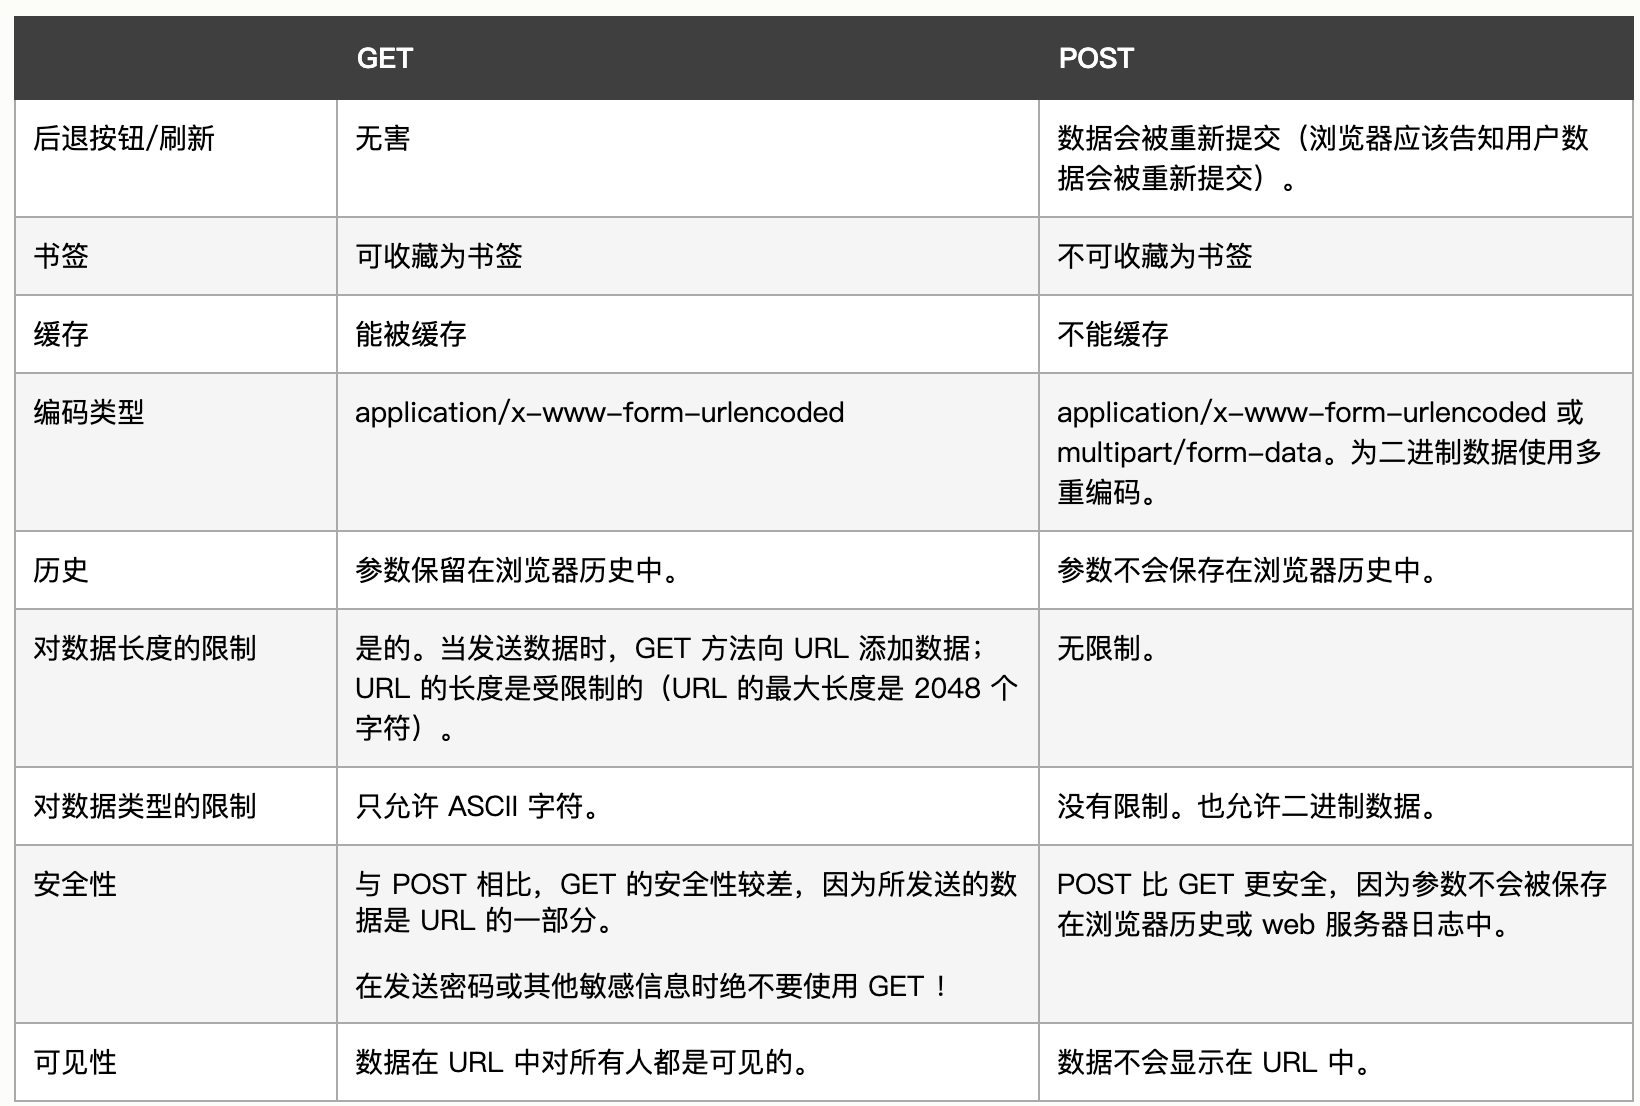 GET
POST
后退按钮/刷新
无害
数据会被重新提交（浏览器应该告知用户数
据会被重新提交）。
书签
可收藏为书签
不可收藏为书签
缓存
能被缓存
不能缓存
编码类型
application/x-www-form-urlencoded
application/x-www-form-urlencoded 或
multipart/form-data。为二进制数据使用多
重编码。
历史
参数保留在浏览器历史中。
参数不会保存在浏览器历史中。
对数据长度的限制
是的。当发送数据时，GET 方法向 URL 添加数据；
URL 的长度是受限制的（URL 的最大长度是 2048 个
字符）。
无限制。
对数据类型的限制
只允许 ASCII 字符。
没有限制。也允许二进制数据。
安全性
与 POST 相比，GET 的安全性较差，因为所发送的数
据是 URL 的一部分。
在发送密码或其他敏感信息时绝不要使用 GET ！
POST 比 GET 更安全，因为参数不会被保存
在浏览器历史或 web 服务器日志中。
可见性
数据在 URL 中对所有人都是可见的。
数据不会显示在 URL 中。